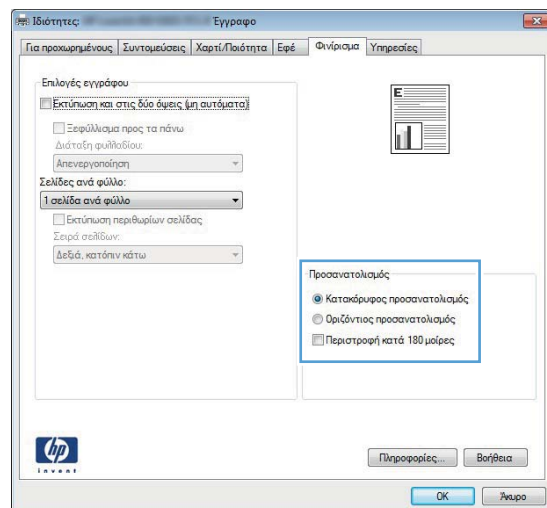 Ιδιότητες: Έγγραφο
Για προχωρημένους Συντομεύσεις Χαρτί/Ποιότητα Εφέ Φινίρισμα Υπηρεσίες
Επιλογές εγγράφου
Εκτύπωση και στις δύο όψεις (μη αυτόματα)
Ξεφύλλισμα προς τα πάνω
Διάταξη φυλλαδίου:
Απενεργοποίηση
Σελίδες ανά φύλλο:
1 σελίδα ανά φύλλο
Εκτύπωση περιθωρίων σελίδας
Σειρά σελίδων:
Δεξιά, κατόπιν κάτω
E
Προσανατολισμός
Κατακόρυφος προσανατολισμός
Οριζόντιος προσανατολισμός
Περιστροφή κατά 180 μοίρες
hp
invent
Πληροφορίες... Βοήθεια
OK Άκυρο